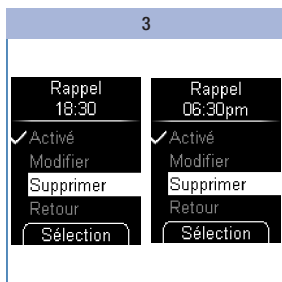 3
Rappel
18:30
Activé
Modifier
Supprimer
Retour
Sélection
Rappel
06:30pm
Activé
Modifier
Supprimer
Retour
Sélection